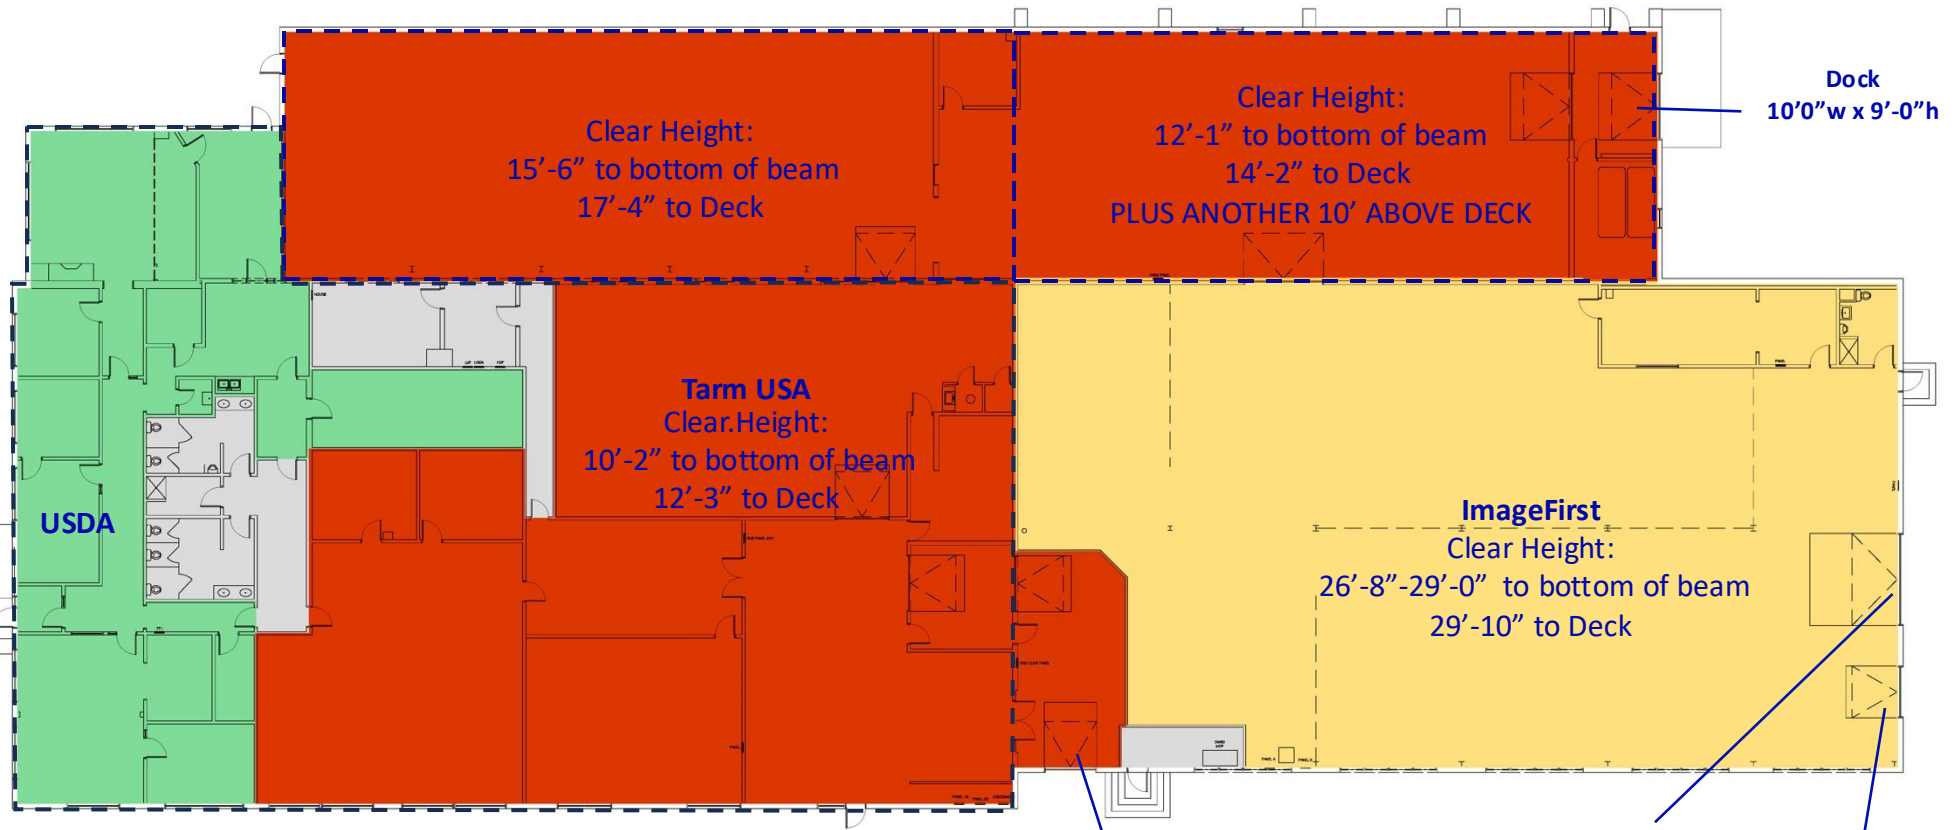 Clear Height:
15’-6” to bottom of beam
17’-4” to Deck
Clear Height:
12’-1” to bottom of beam
14’-2” to Deck
PLUS ANOTHER 10’ ABOVE DECK
Dock
10’0”w x 9’-0”h
Tarm USA
Clear.Height:
10’-2” to bottom of beam
12’-3” to Deck
USDA
ImageFirst
Clear Height:
26’-8”-29’-0” to bottom of beam
29’-10” to Deck
PANEL